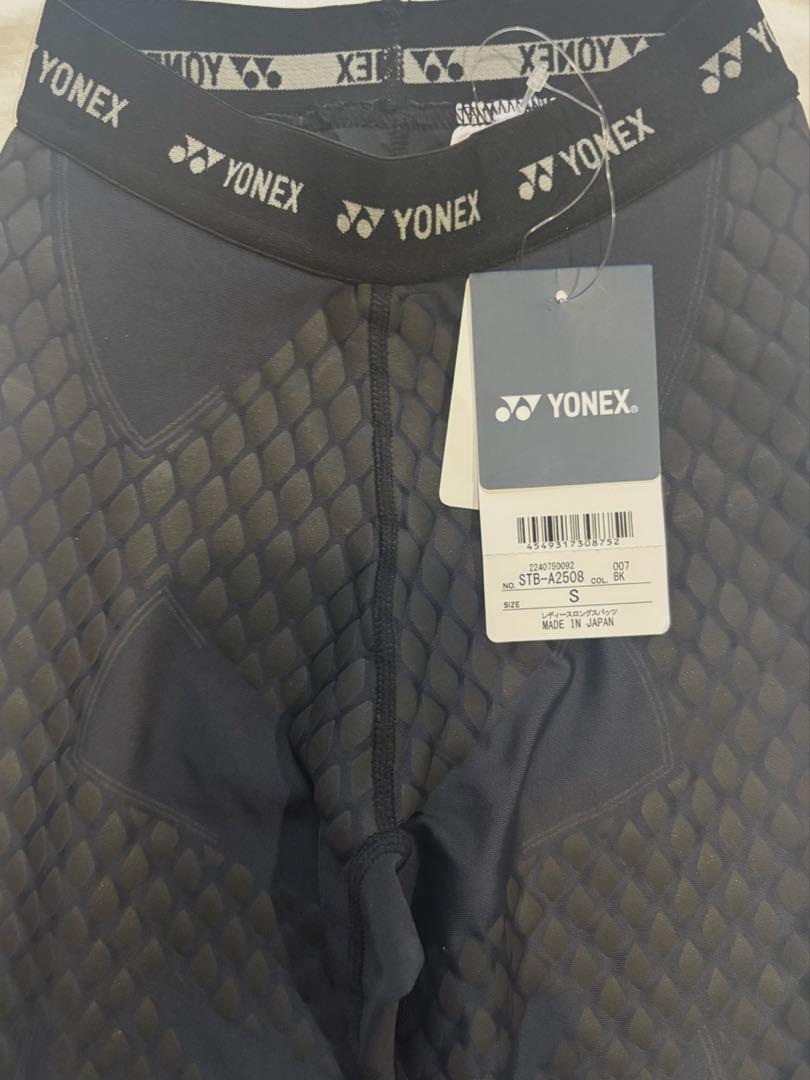 YONEX YONEX YONEX YONEX Y
YONEX YONEX
YONEX®
4549317308752
2240750092 007
NO. STB-A2508 COL. BK
SIZE S
レディースロングスパッツ
MADE IN JAPAN